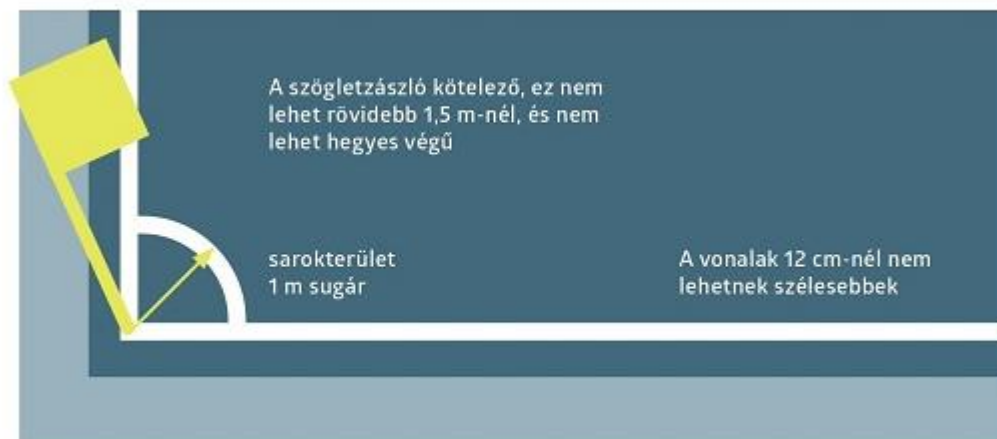 A szögletzászló kötelező, ez nem
lehet rövidebb 1,5 m-nél, és nem
lehet hegyes végű
sarokterület
1 m sugár
A vonalak 12 cm-nél nem
lehetnek szélesebbek